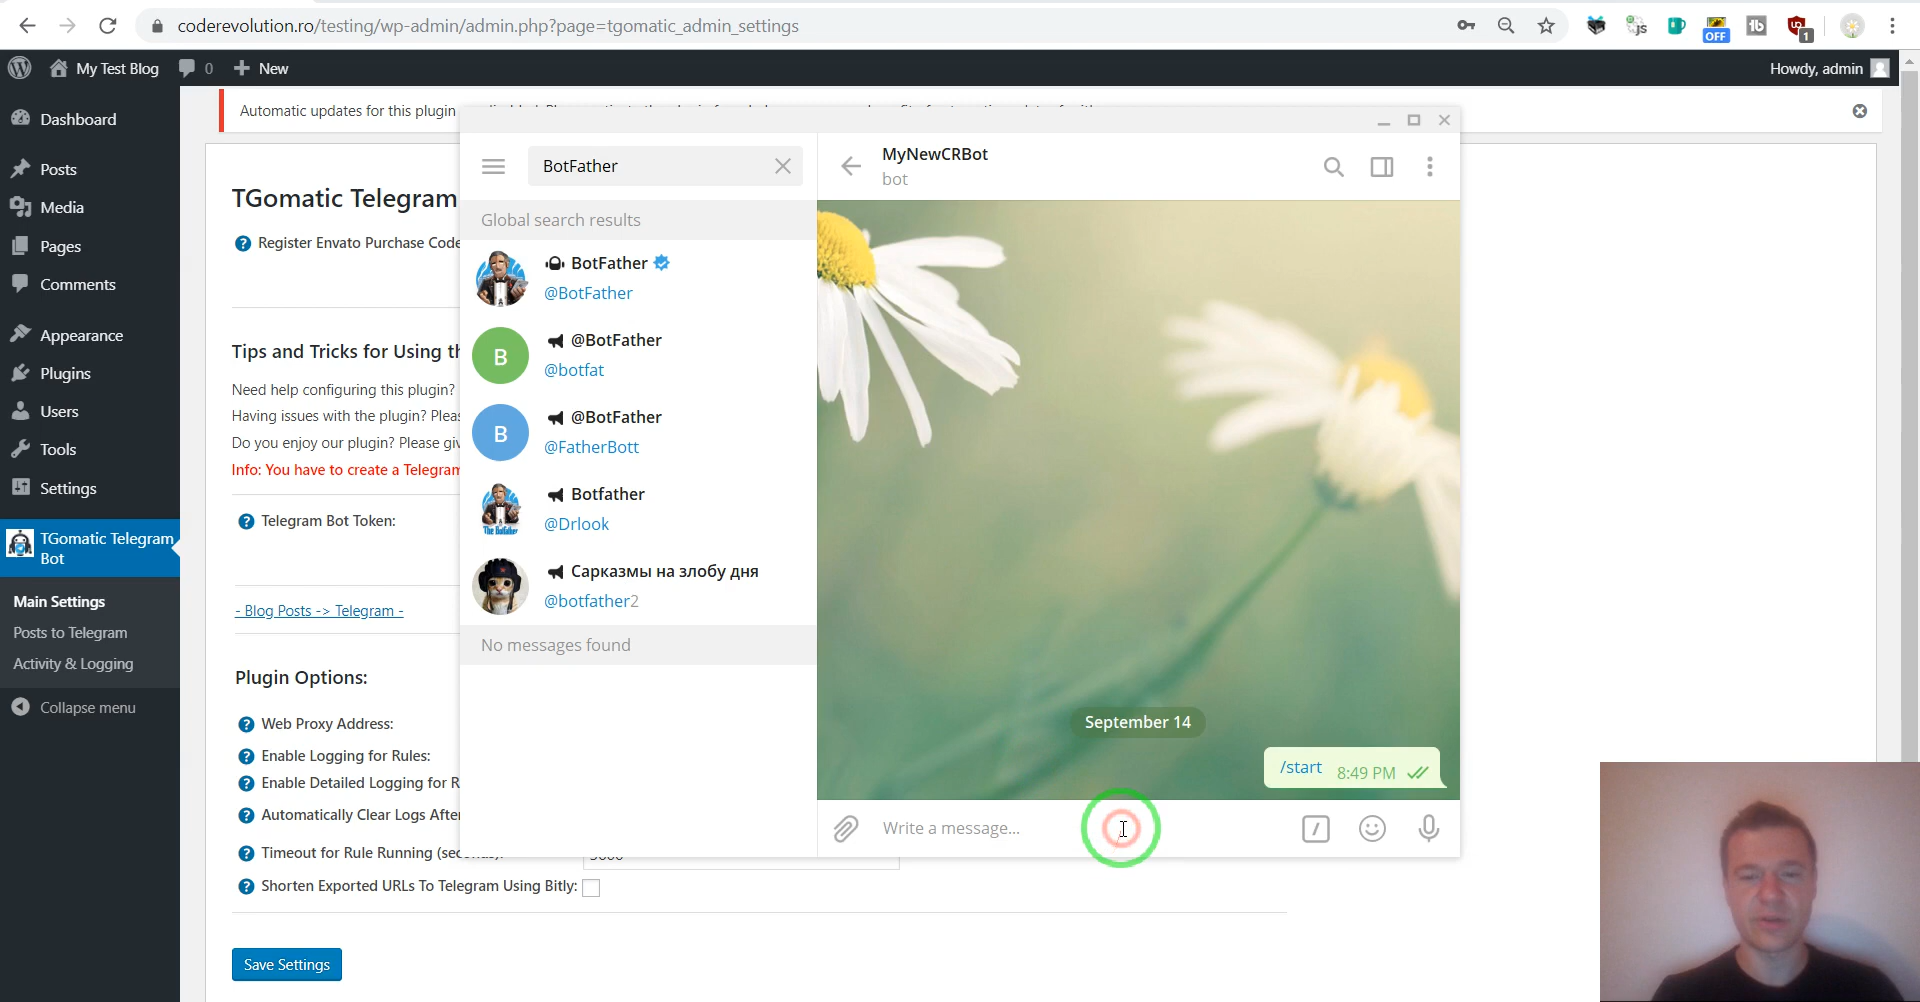 coderevolution.ro/testing/wp-admin/admin.php?page=tgomatic_admin_settings
OFF
1
My Test Blog
0
New
Howdy, admin
Dashboard
Posts
Media
Pages
Comments
Appearance
Plugins
Users
Tools
Settings
TGomatic Telegram
Bot
Main Settings
Posts to Telegram
Activity & Logging
Collapse menu
Automatic updates for this plugin
TGomatic Telegram
Register Envato Purchase Code
Tips and Tricks for Using
Need help configuring this plugin?
Having issues with the plugin?
Do you enjoy our plugin? Please
Info: You have to create a Telegram
Telegram Bot Token:
- Blog Posts -> Telegram -
Plugin Options:
Web Proxy Address:
Enable Logging for Rules:
Enable Detailed Logging for
Automatically Clear Logs After
Timeout for Rule Running
Shorten Exported URLs To Telegram Using Bitly:
Save Settings
BotFather
Global search results
BotFather
@BotFather
B
@BotFather
@botfat
B
@BotFather
@FatherBott
Botfather
@Drlook
The Botfather
Сарказмы на злобу дня
@botfather2
No messages found
MyNewCRBot
bot
September 14
/start 8:49 PM
Write a message...